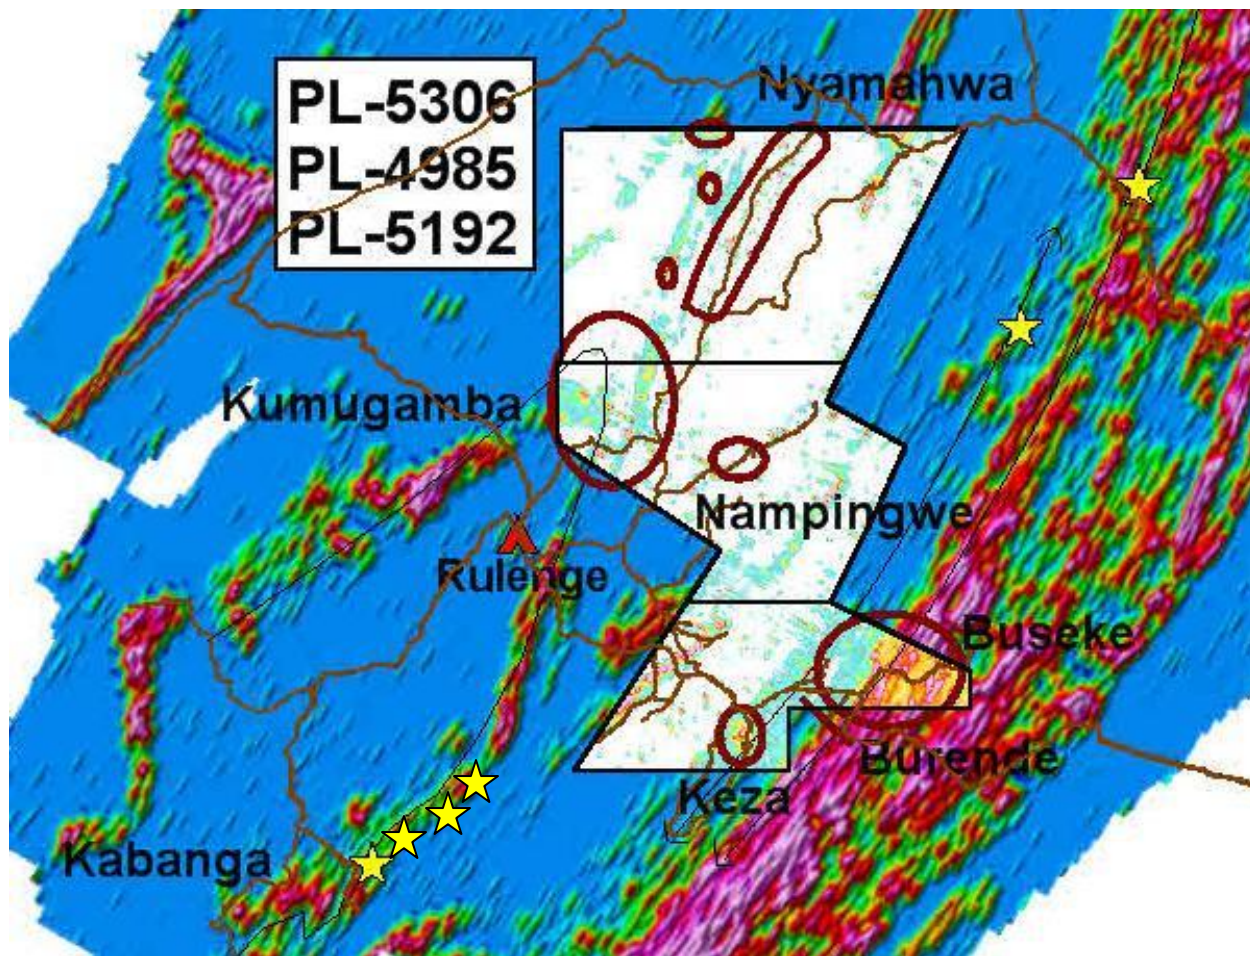 Nyamahwa
PL-5306
PL-4985
PL-5192
Kumugamba
Nampingwe
Rulenge
Buseke
Burende
Keza
Kabanga